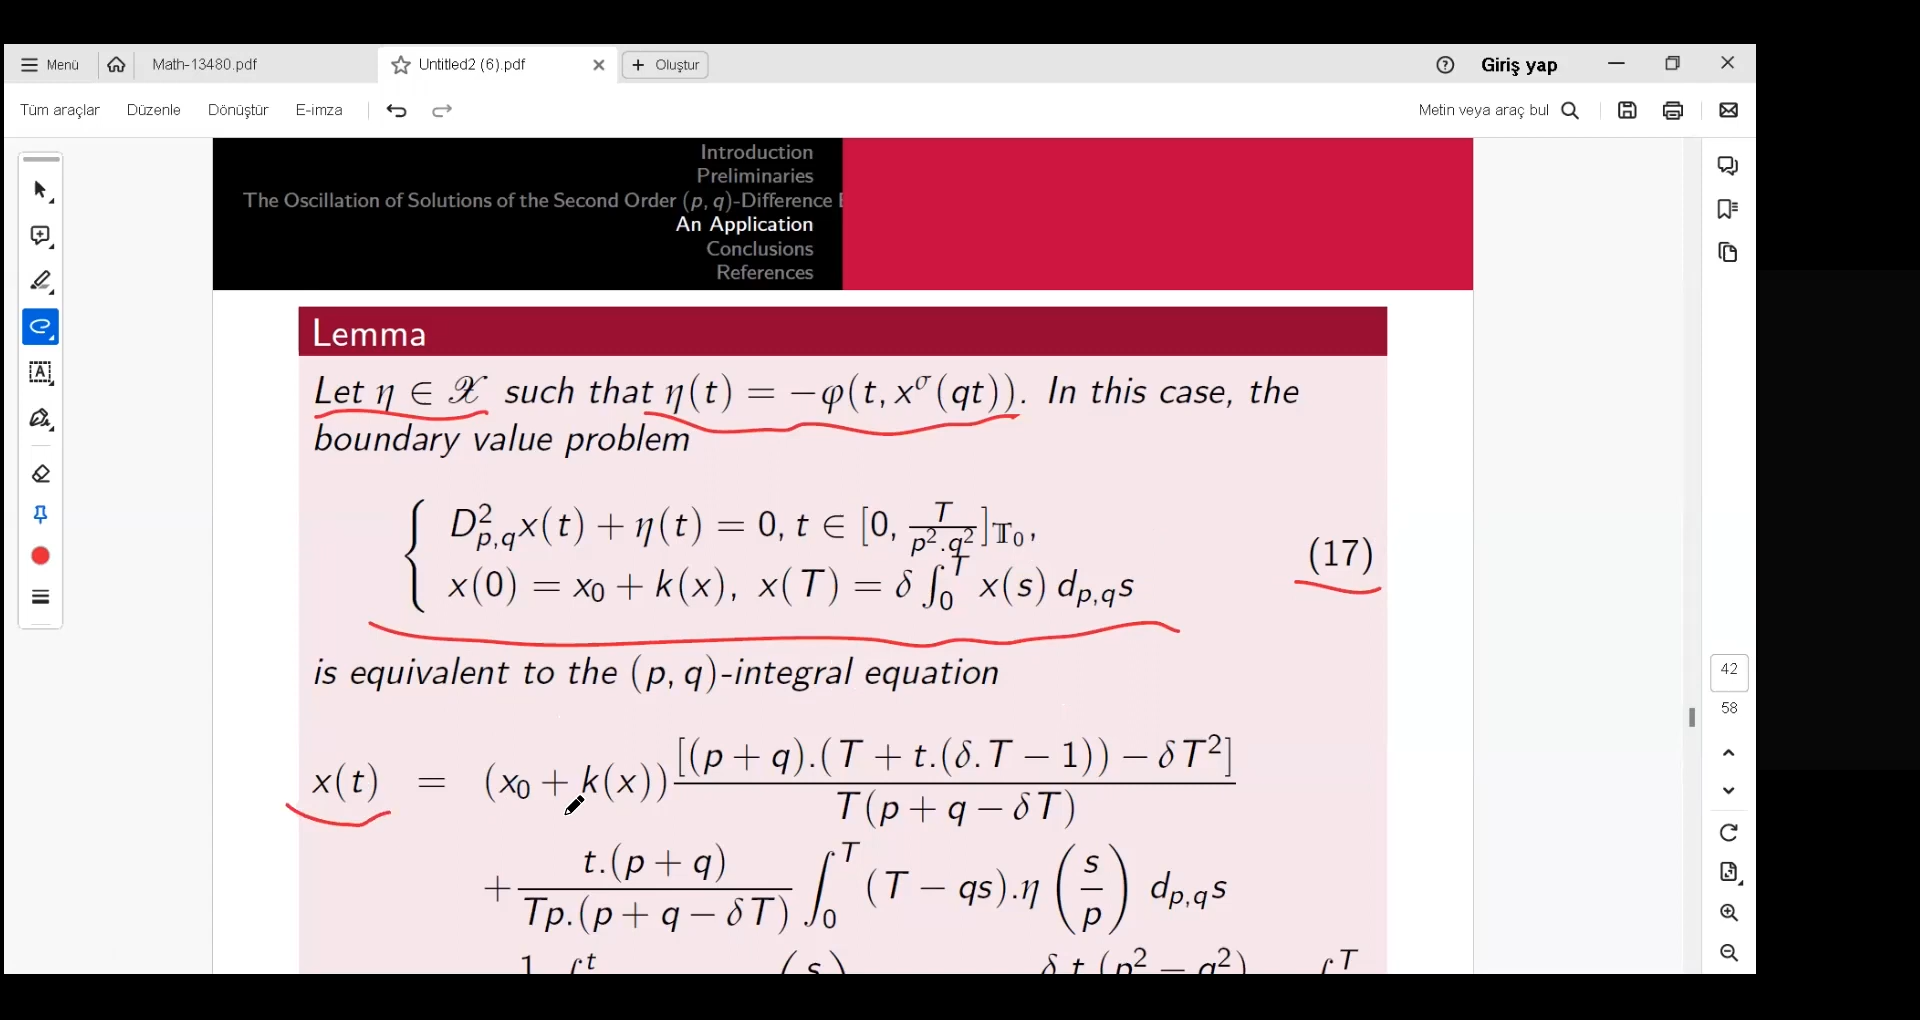 Menü
Math-13480.pdf
Untitled2 (6).pdf
+ Oluştur
Giriş yap
Tüm araçlar Düzenle Dönüştür E-imza
Metin veya araç bul
Introduction
Preliminaries
The Oscillation of Solutions of the Second Order (p, q)-Difference
An Application
Conclusions
References
Lemma
Let η ∈ 𝒳 such that η(t) = −φ(t, x^σ(qt)). In this case, the
boundary value problem
{ D²_{p,q}x(t) + η(t) = 0, t ∈ [0, T/(p².q²)]_{𝕋₀},
x(0) = x₀ + k(x), x(T) = δ ∫₀^T x(s) d_{p,q}s
(17)
is equivalent to the (p, q)-integral equation
x(t) = (x₀ + k(x)) [(p + q).(T + t.(δ.T − 1)) − δT²] / T(p + q − δT)
+ t.(p + q) / Tp.(p + q − δT) ∫₀^T (T − qs).η (s/p) d_{p,q}s
42
58